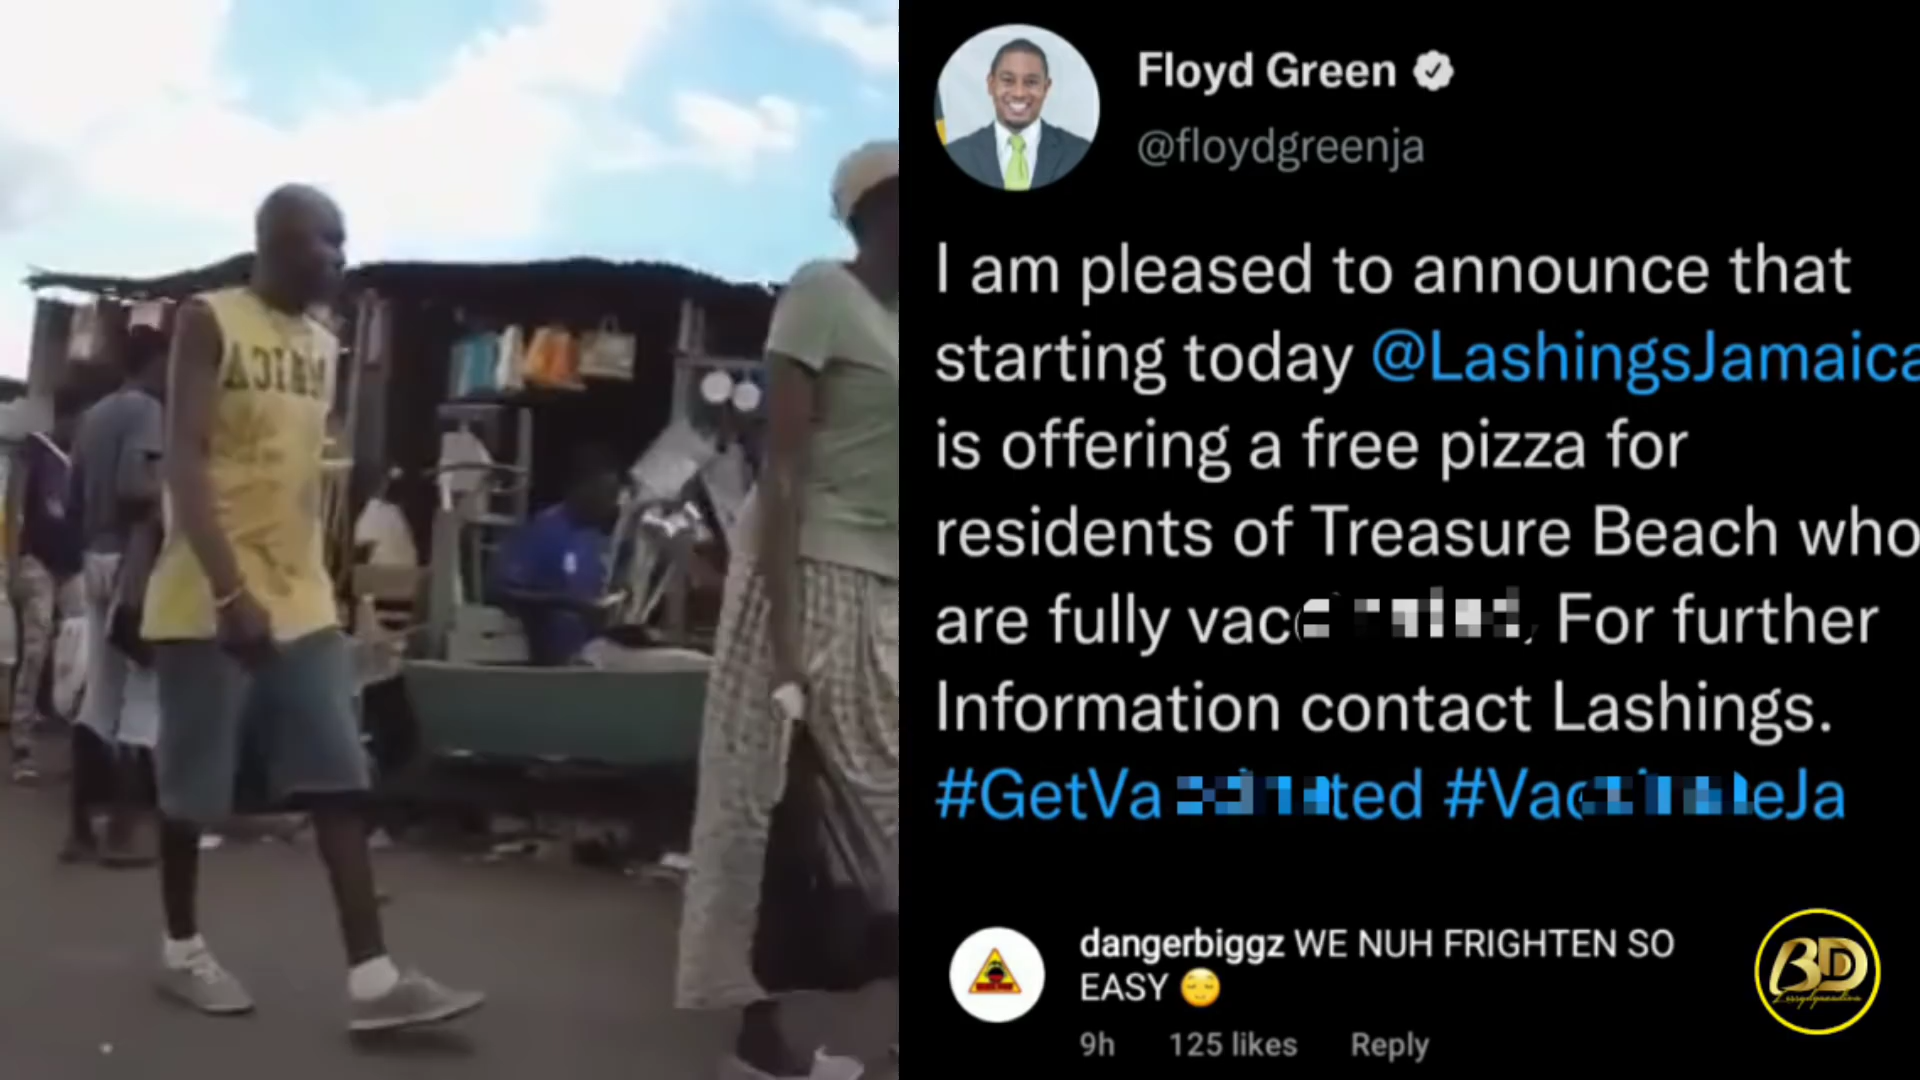 Floyd Green
@floydgreenja
I am pleased to announce that
starting today @LashingsJamaica
is offering a free pizza for
residents of Treasure Beach who
are fully For further
Information contact Lashings.
dangerbiggz WE NUH FRIGHTEN SO
EASY 😌
9h 125 likes Reply
BD